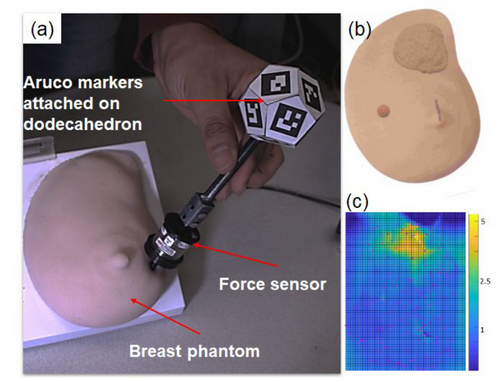 (a)
Aruco markers
attached on
dodecahedron
Force sensor
Breast phantom
(b)
(c)
5
2.5
1